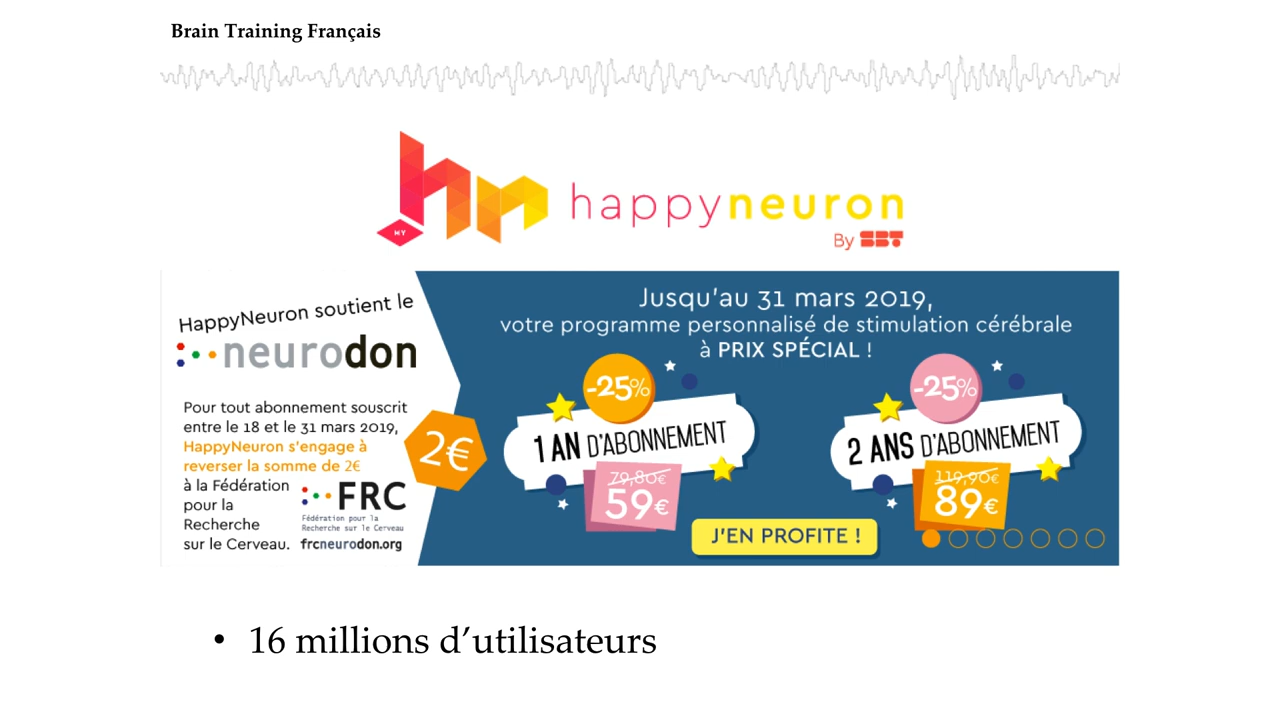 Brain Training Français
MY
happyneuron
By SBT
HappyNeuron soutient le
neurodon
Pour tout abonnement souscrit
entre le 18 et le 31 mars 2019,
HappyNeuron s'engage à
reverser la somme de 2€
à la Fédération
pour la
Recherche
sur le Cerveau.
FRC
Fédération pour la
Recherche sur le Cerveau
frcneurodon.org
2€
Jusqu'au 31 mars 2019,
votre programme personnalisé de stimulation cérébrale
à PRIX SPÉCIAL !
-25%
1 AN D'ABONNEMENT
79,80€
59€
-25%
2 ANS D'ABONNEMENT
119,90€
89€
J'EN PROFITE !
• 16 millions d’utilisateurs